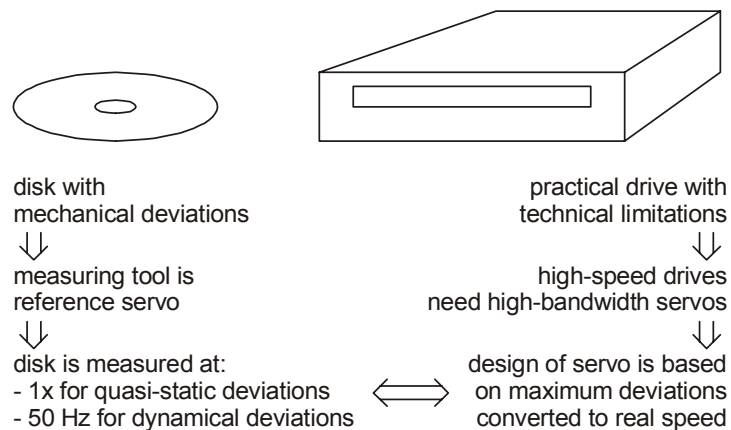 disk with
mechanical deviations
measuring tool is
reference servo
disk is measured at:
- 1x for quasi-static deviations
- 50 Hz for dynamical deviations
practical drive with
technical limitations
high-speed drives
need high-bandwidth servos
design of servo is based
on maximum deviations
converted to real speed